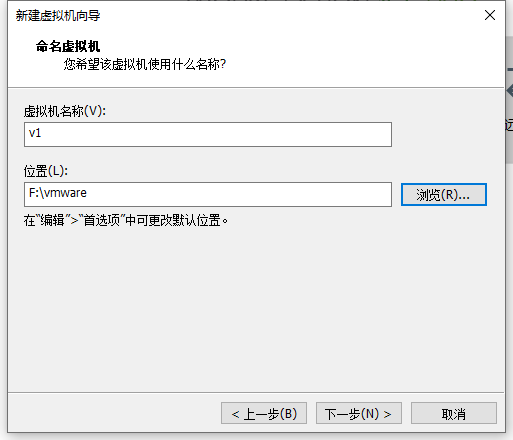 新建虚拟机向导
命名虚拟机
您希望该虚拟机使用什么名称?
虚拟机名称(V):
v1
位置(L):
F:\vmware
浏览(R)...
在"编辑">"首选项"中可更改默认位置。
< 上一步(B)
下一步(N) >
取消